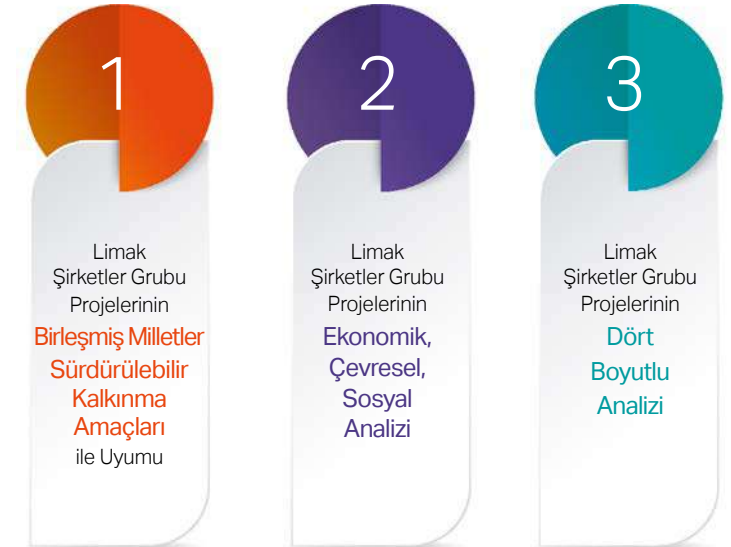 1
Limak
Şirketler Grubu
Projelerinin
Birleşmiş Milletler
Sürdürülebilir
Kalkınma
Amaçları
ile Uyumu
2
Limak
Şirketler Grubu
Projelerinin
Ekonomik,
Çevresel,
Sosyal
Analizi
3
Limak
Şirketler Grubu
Projelerinin
Dört
Boyutlu
Analizi